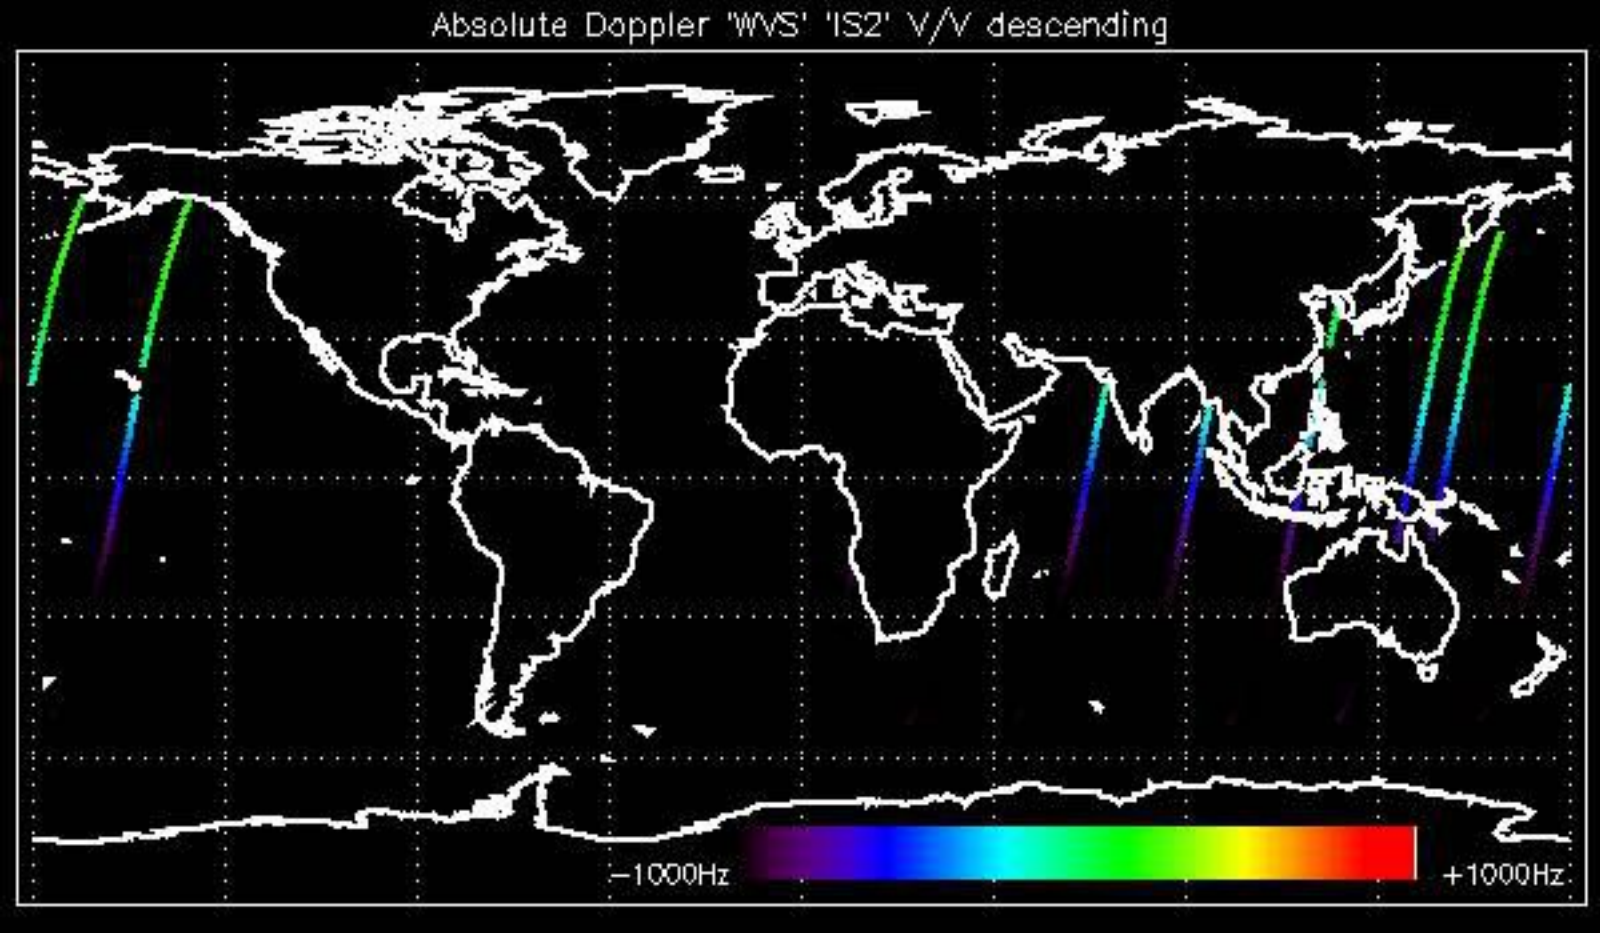 Absolute Doppler 'WVS' 'IS2' V/V descending
−1000Hz +1000Hz